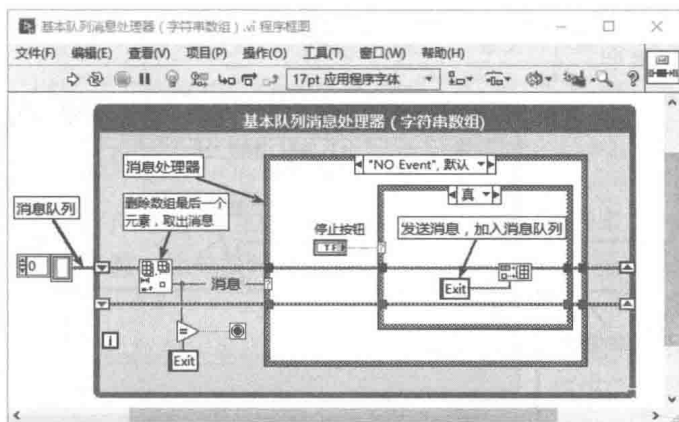 基本队列消息处理器（字符串数组）.vi 程序框图
文件(F) 编辑(E) 查看(V) 项目(P) 操作(O) 工具(T) 窗口(W) 帮助(H)
17pt 应用程序字体
基本队列消息处理器（字符串数组)
消息处理器
"NO Event", 默认
消息队列
删除数组最后一个
元素，取出消息
真
停止按钮
发送消息，加入消息队列
TF
0
消息
Exit
i
=
Exit